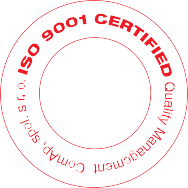 ISO 9001 CERTIFIED
Quality Management ComAp, spol. s r.o.